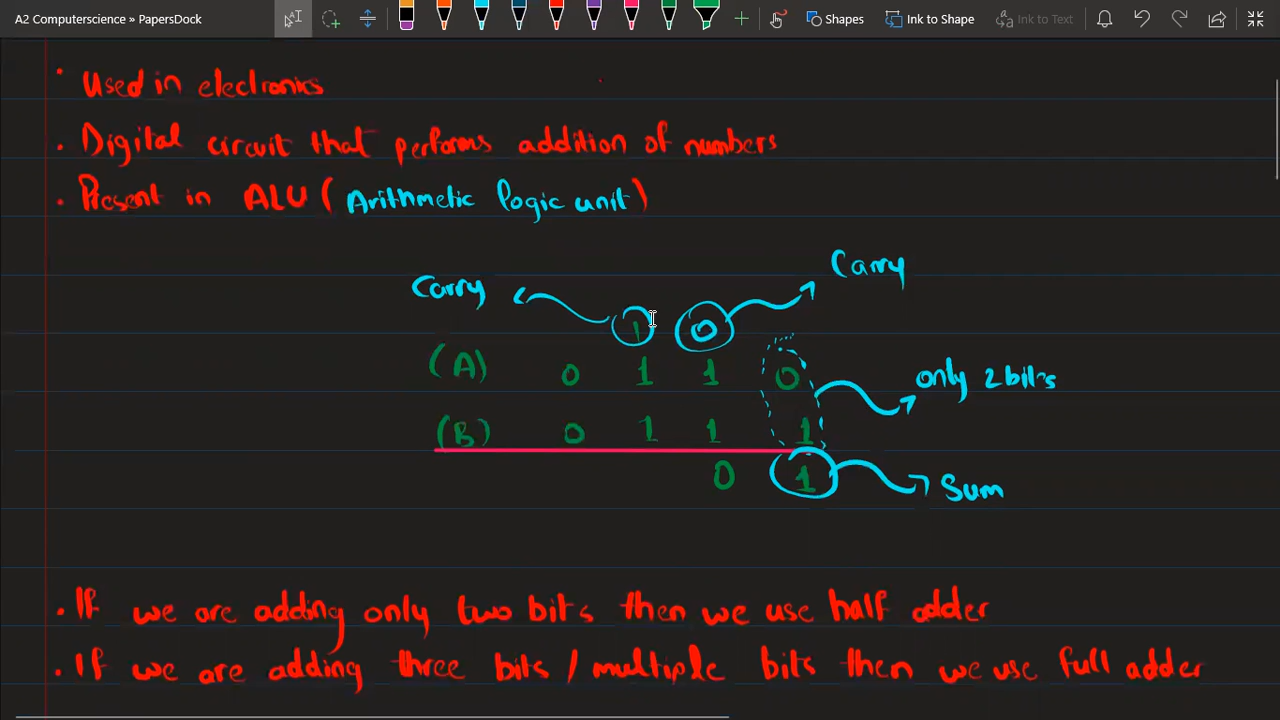 A2 Computerscience » PapersDock
Shapes
Ink to Shape
Ink to Text
• Used in electronics
• Digital circuit that performs addition of numbers
• Present in ALU ( Arithmetic logic unit )
Carry
Carry
1 0
(A) 0 1 1 0
only 2 bits
(B) 0 1 1 1
0 1
Sum
• If we are adding only two bits then we use half adder
• If we are adding three bits / multiple bits then we use full adder